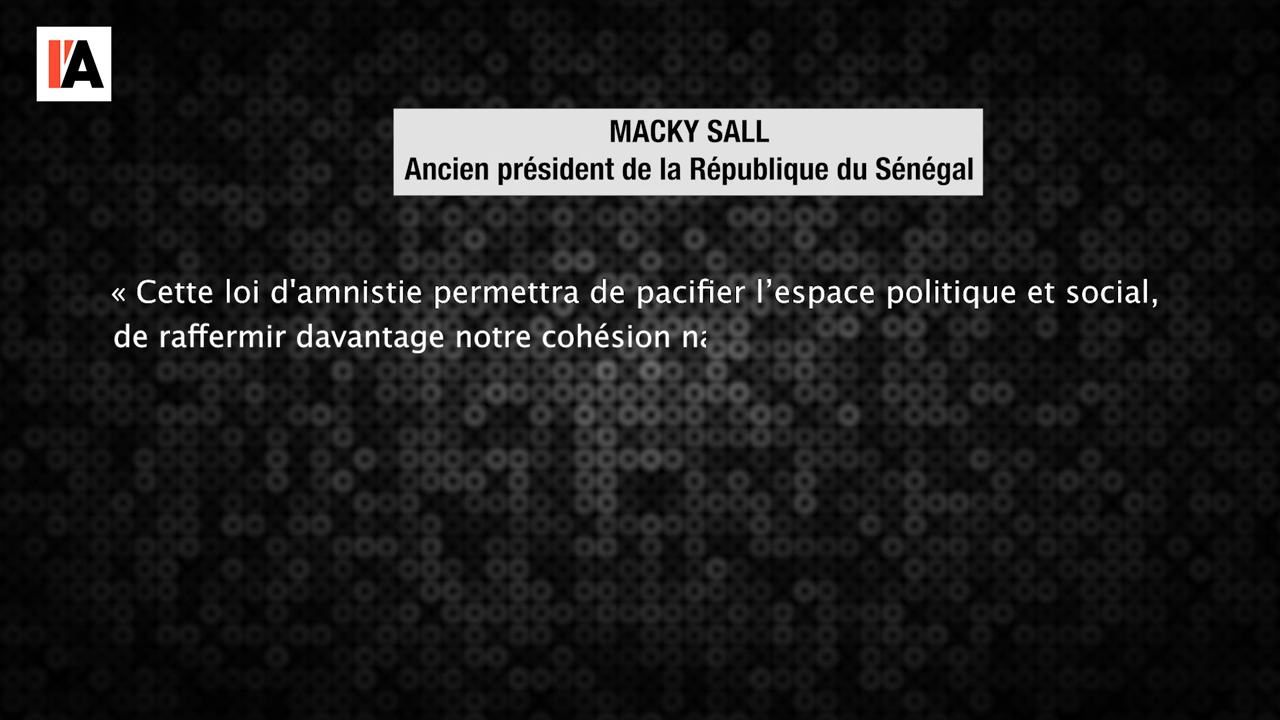 l'A
MACKY SALL
Ancien président de la République du Sénégal
« Cette loi d'amnistie permettra de pacifier l’espace politique et social,
de raffermir davantage notre cohésion